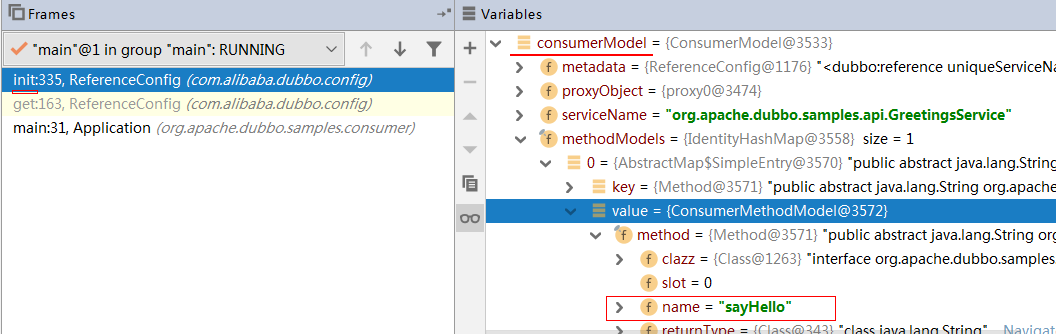 Frames
"main"@1 in group "main": RUNNING
init:335, ReferenceConfig (com.alibaba.dubbo.config)
get:163, ReferenceConfig (com.alibaba.dubbo.config)
main:31, Application (org.apache.dubbo.samples.consumer)
Variables
consumerModel = {ConsumerModel@3533}
f metadata = {ReferenceConfig@1176} "<dubbo:reference uniqueServiceNa
f proxyObject = {proxy0@3474}
f serviceName = "org.apache.dubbo.samples.api.GreetingsService"
f methodModels = {IdentityHashMap@3558} size = 1
0 = {AbstractMap$SimpleEntry@3570} "public abstract java.lang.String
key = {Method@3571} "public abstract java.lang.String org.apache
value = {ConsumerMethodModel@3572}
f method = {Method@3571} "public abstract java.lang.String org
f clazz = {Class@1263} "interface org.apache.dubbo.samples.
f slot = 0
f name = "sayHello"
f returnType = {Class@343} "class java.lang.String" Navigat